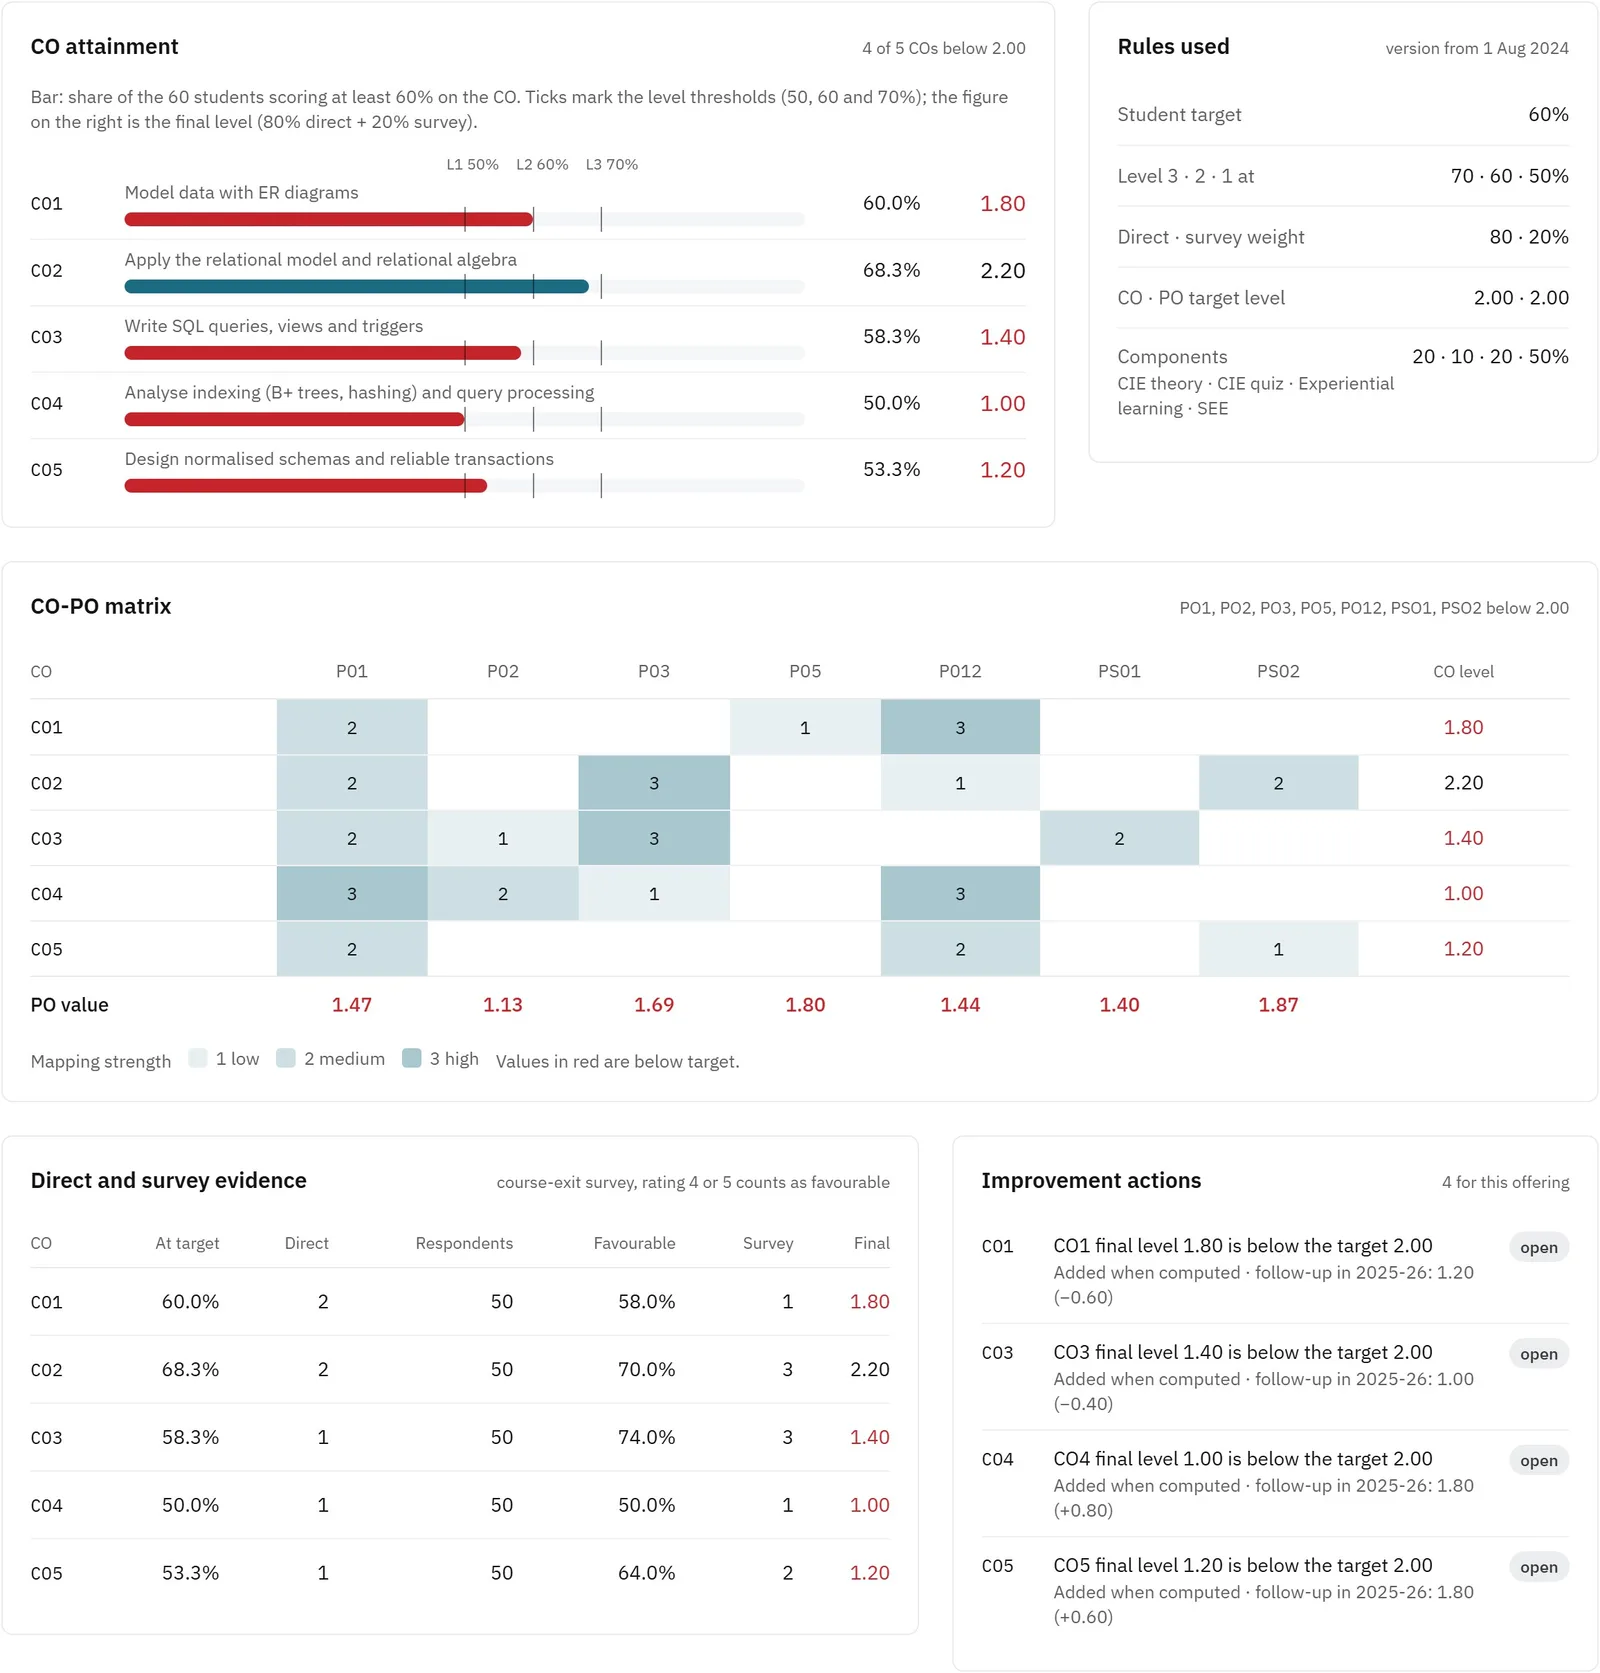 CO attainment
4 of 5 COs below 2.00
Bar: share of the 60 students scoring at least 60% on the CO. Ticks mark the level thresholds (50, 60 and 70%); the figure
on the right is the final level (80% direct + 20% survey).
L1 50% L2 60% L3 70%
CO1 Model data with ER diagrams 60.0% 1.80
CO2 Apply the relational model and relational algebra 68.3% 2.20
CO3 Write SQL queries, views and triggers 58.3% 1.40
CO4 Analyse indexing (B+ trees, hashing) and query processing 50.0% 1.00
CO5 Design normalised schemas and reliable transactions 53.3% 1.20
Rules used
version from 1 Aug 2024
Student target 60%
Level 3 · 2 · 1 at 70 · 60 · 50%
Direct · survey weight 80 · 20%
CO · PO target level 2.00 · 2.00
Components 20 · 10 · 20 · 50%
CIE theory · CIE quiz · Experiential
learning · SEE
CO-PO matrix
PO1, PO2, PO3, PO5, PO12, PSO1, PSO2 below 2.00
CO PO1 PO2 PO3 PO5 PO12 PSO1 PSO2 CO level
CO1 2 1 3 1.80
CO2 2 3 1 2 2.20
CO3 2 1 3 2 1.40
CO4 3 2 1 3 1.00
CO5 2 2 1 1.20
PO value 1.47 1.13 1.69 1.80 1.44 1.40 1.87
Mapping strength 1 low 2 medium 3 high Values in red are below target.
Direct and survey evidence
course-exit survey, rating 4 or 5 counts as favourable
CO At target Direct Respondents Favourable Survey Final
CO1 60.0% 2 50 58.0% 1 1.80
CO2 68.3% 2 50 70.0% 3 2.20
CO3 58.3% 1 50 74.0% 3 1.40
CO4 50.0% 1 50 50.0% 1 1.00
CO5 53.3% 1 50 64.0% 2 1.20
Improvement actions
4 for this offering
CO1 CO1 final level 1.80 is below the target 2.00 open
Added when computed · follow-up in 2025-26: 1.20
(−0.60)
CO3 CO3 final level 1.40 is below the target 2.00 open
Added when computed · follow-up in 2025-26: 1.00
(−0.40)
CO4 CO4 final level 1.00 is below the target 2.00 open
Added when computed · follow-up in 2025-26: 1.80
(+0.80)
CO5 CO5 final level 1.20 is below the target 2.00 open
Added when computed · follow-up in 2025-26: 1.80
(+0.60)